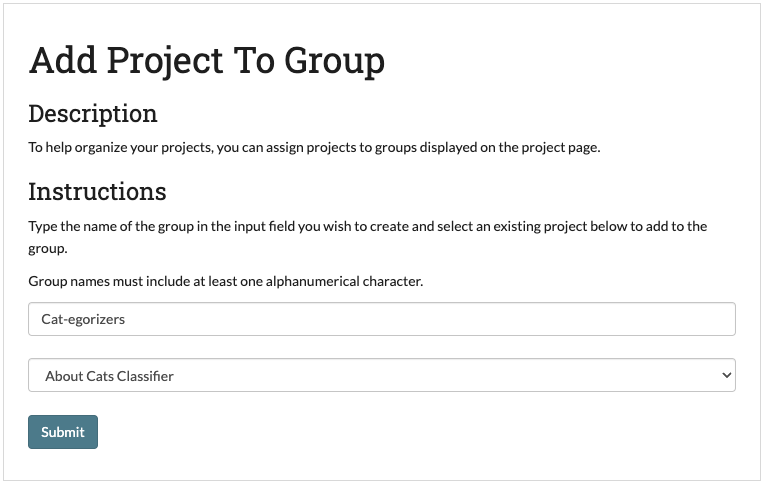 Add Project To Group
Description
To help organize your projects, you can assign projects to groups displayed on the project page.
Instructions
Type the name of the group in the input field you wish to create and select an existing project below to add to the
group.
Group names must include at least one alphanumerical character.
Cat-egorizers
About Cats Classifier
Submit